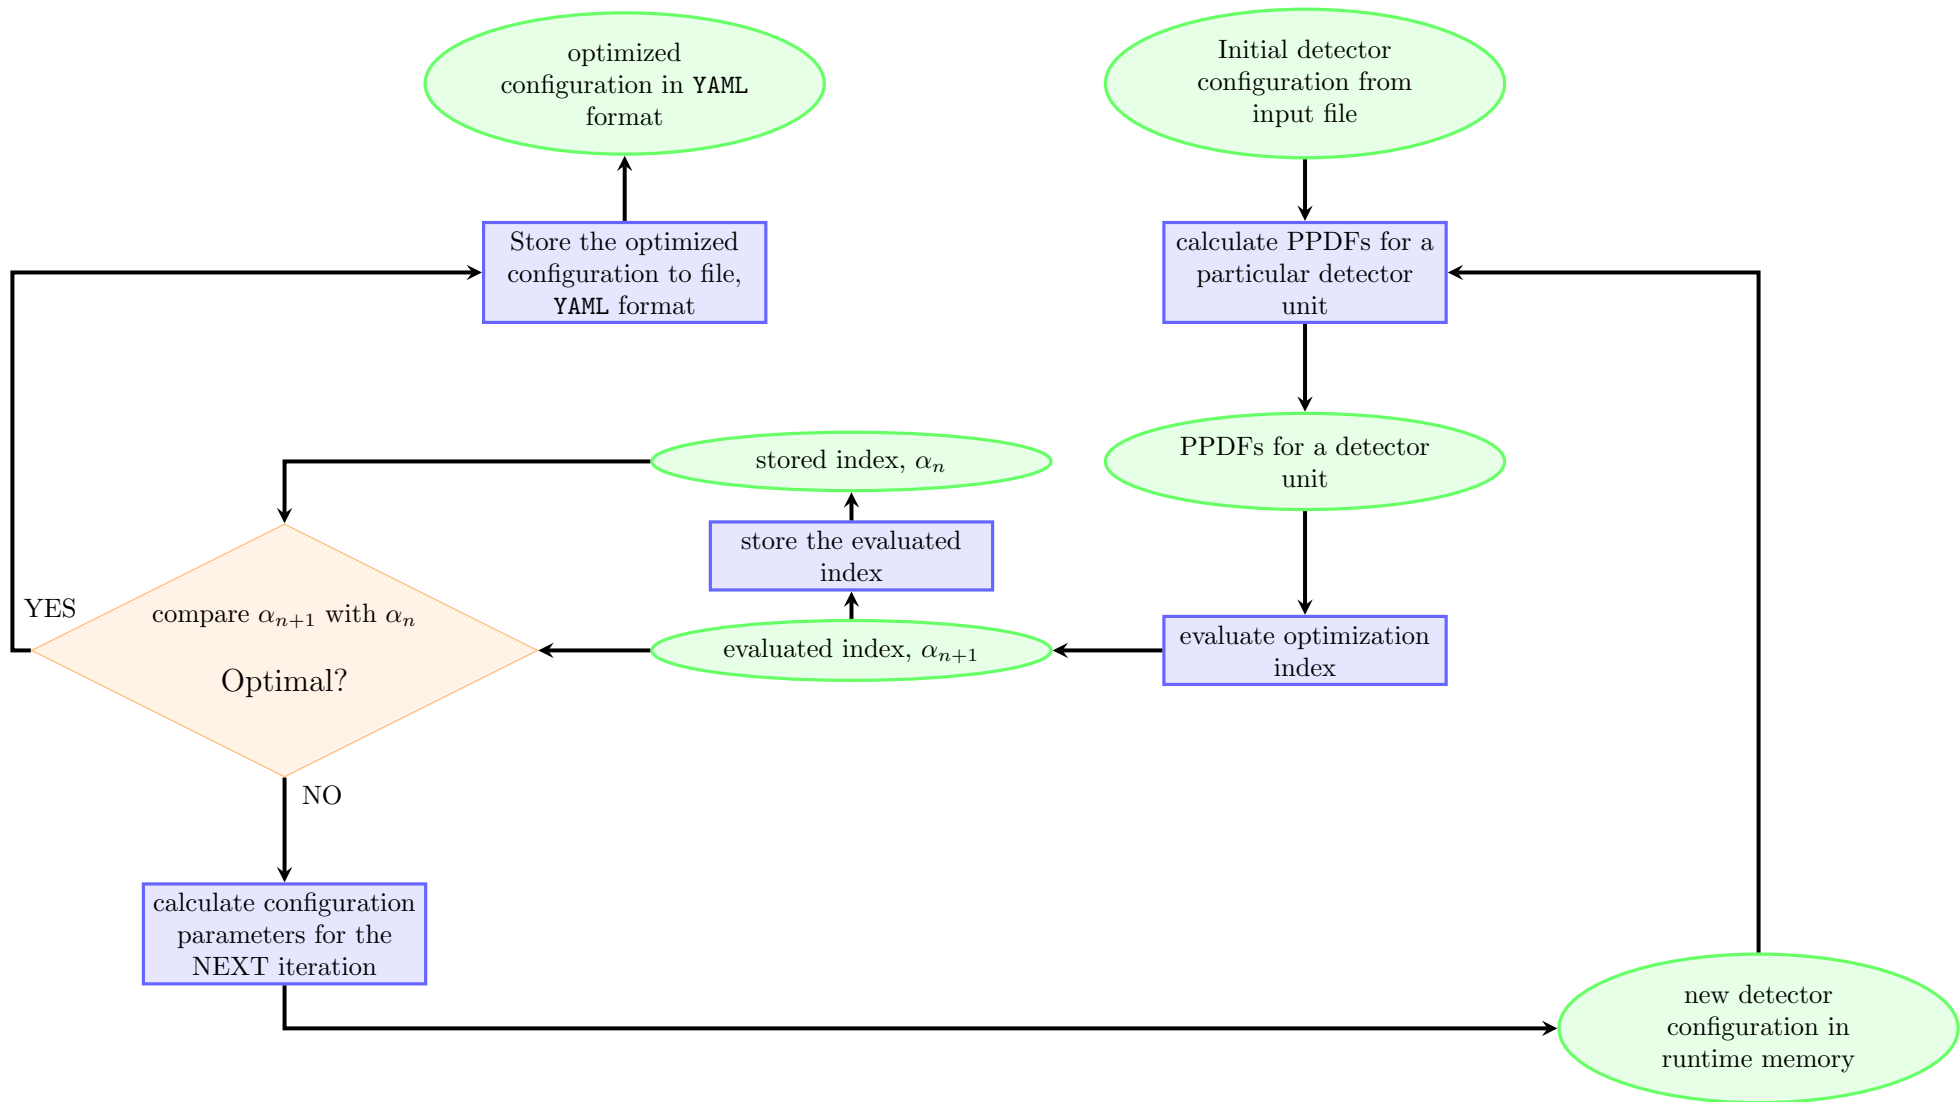 optimized
configuration in YAML
format
Initial detector
configuration from
input file
Store the optimized
configuration to file,
YAML format
calculate PPDFs for a
particular detector
unit
stored index, αₙ
PPDFs for a detector
unit
store the evaluated
index
YES
compare αₙ₊₁ with αₙ
Optimal?
evaluated index, αₙ₊₁
evaluate optimization
index
NO
calculate configuration
parameters for the
NEXT iteration
new detector
configuration in
runtime memory